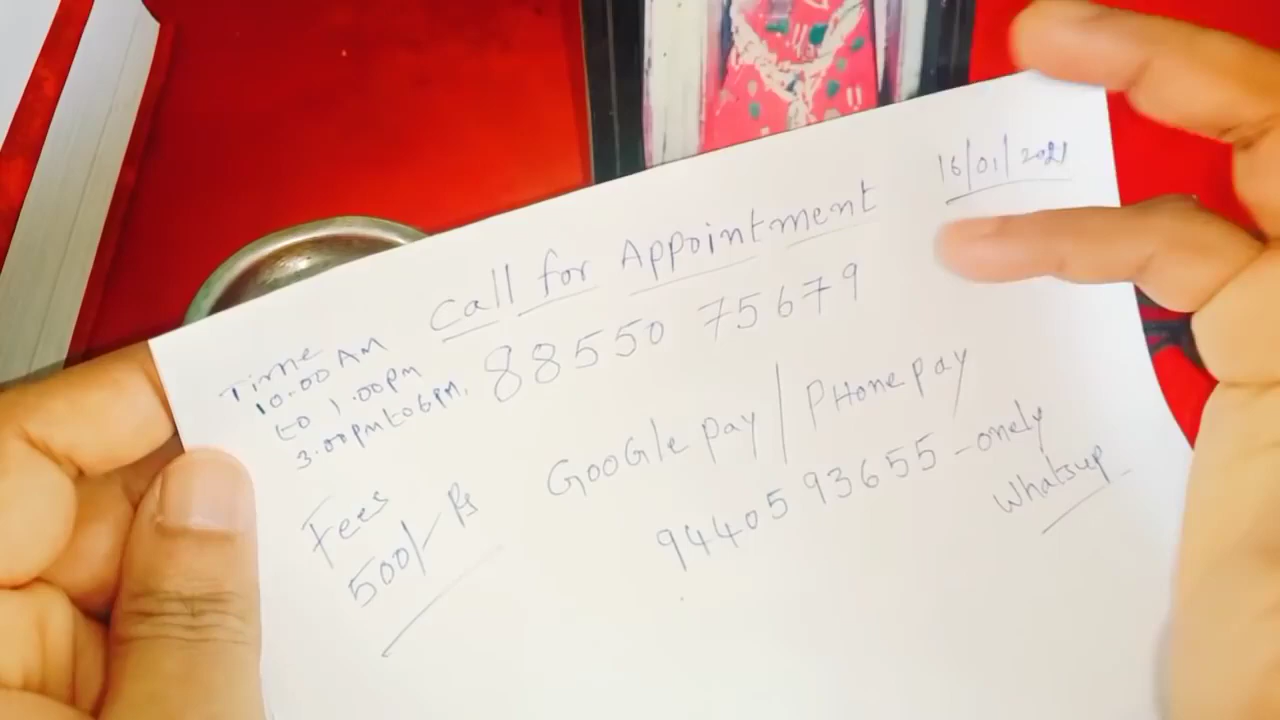 16/01/2021
Call for Appointment
88550 75679
Time
10.00 AM
to 1.00pm
3.00pm to 6pm.
GooGle pay / PHone pay
94405 93655 - onely
Whatsup
Fees
500/- Rs